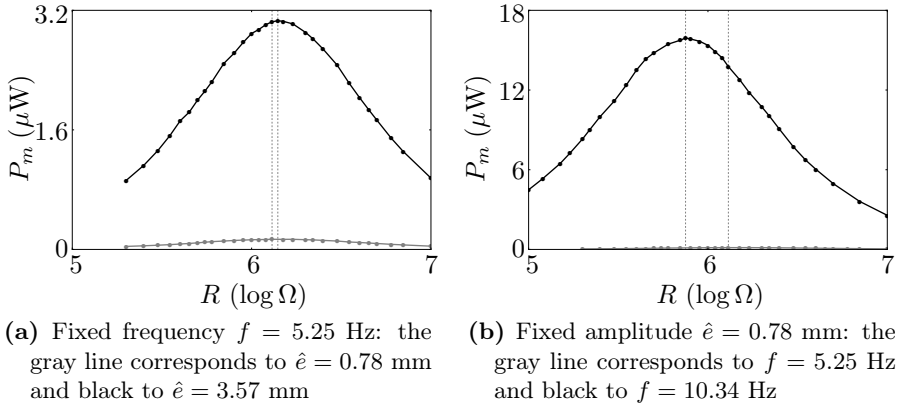 3.2
1.6
0
P_m (μW)
5 6 7
R (log Ω)
18
12
6
0
P_m (μW)
5 6 7
R (log Ω)
(a) Fixed frequency f = 5.25 Hz: the
gray line corresponds to ê = 0.78 mm
and black to ê = 3.57 mm
(b) Fixed amplitude ê = 0.78 mm: the
gray line corresponds to f = 5.25 Hz
and black to f = 10.34 Hz